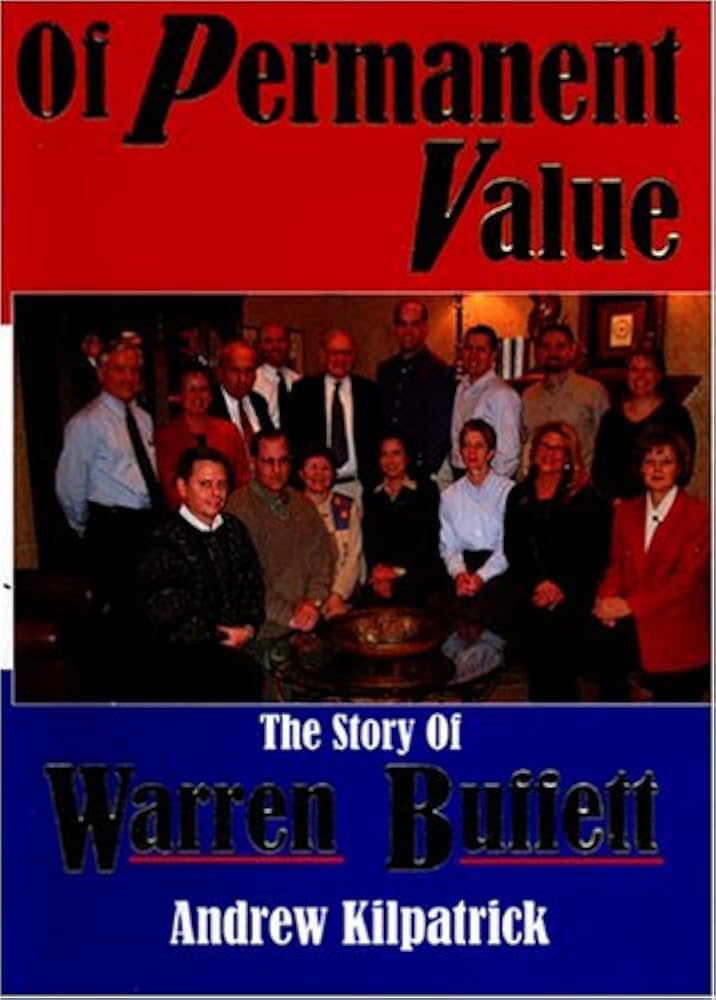 Of Permanent
Value
The Story Of
Warren Buffett
Andrew Kilpatrick